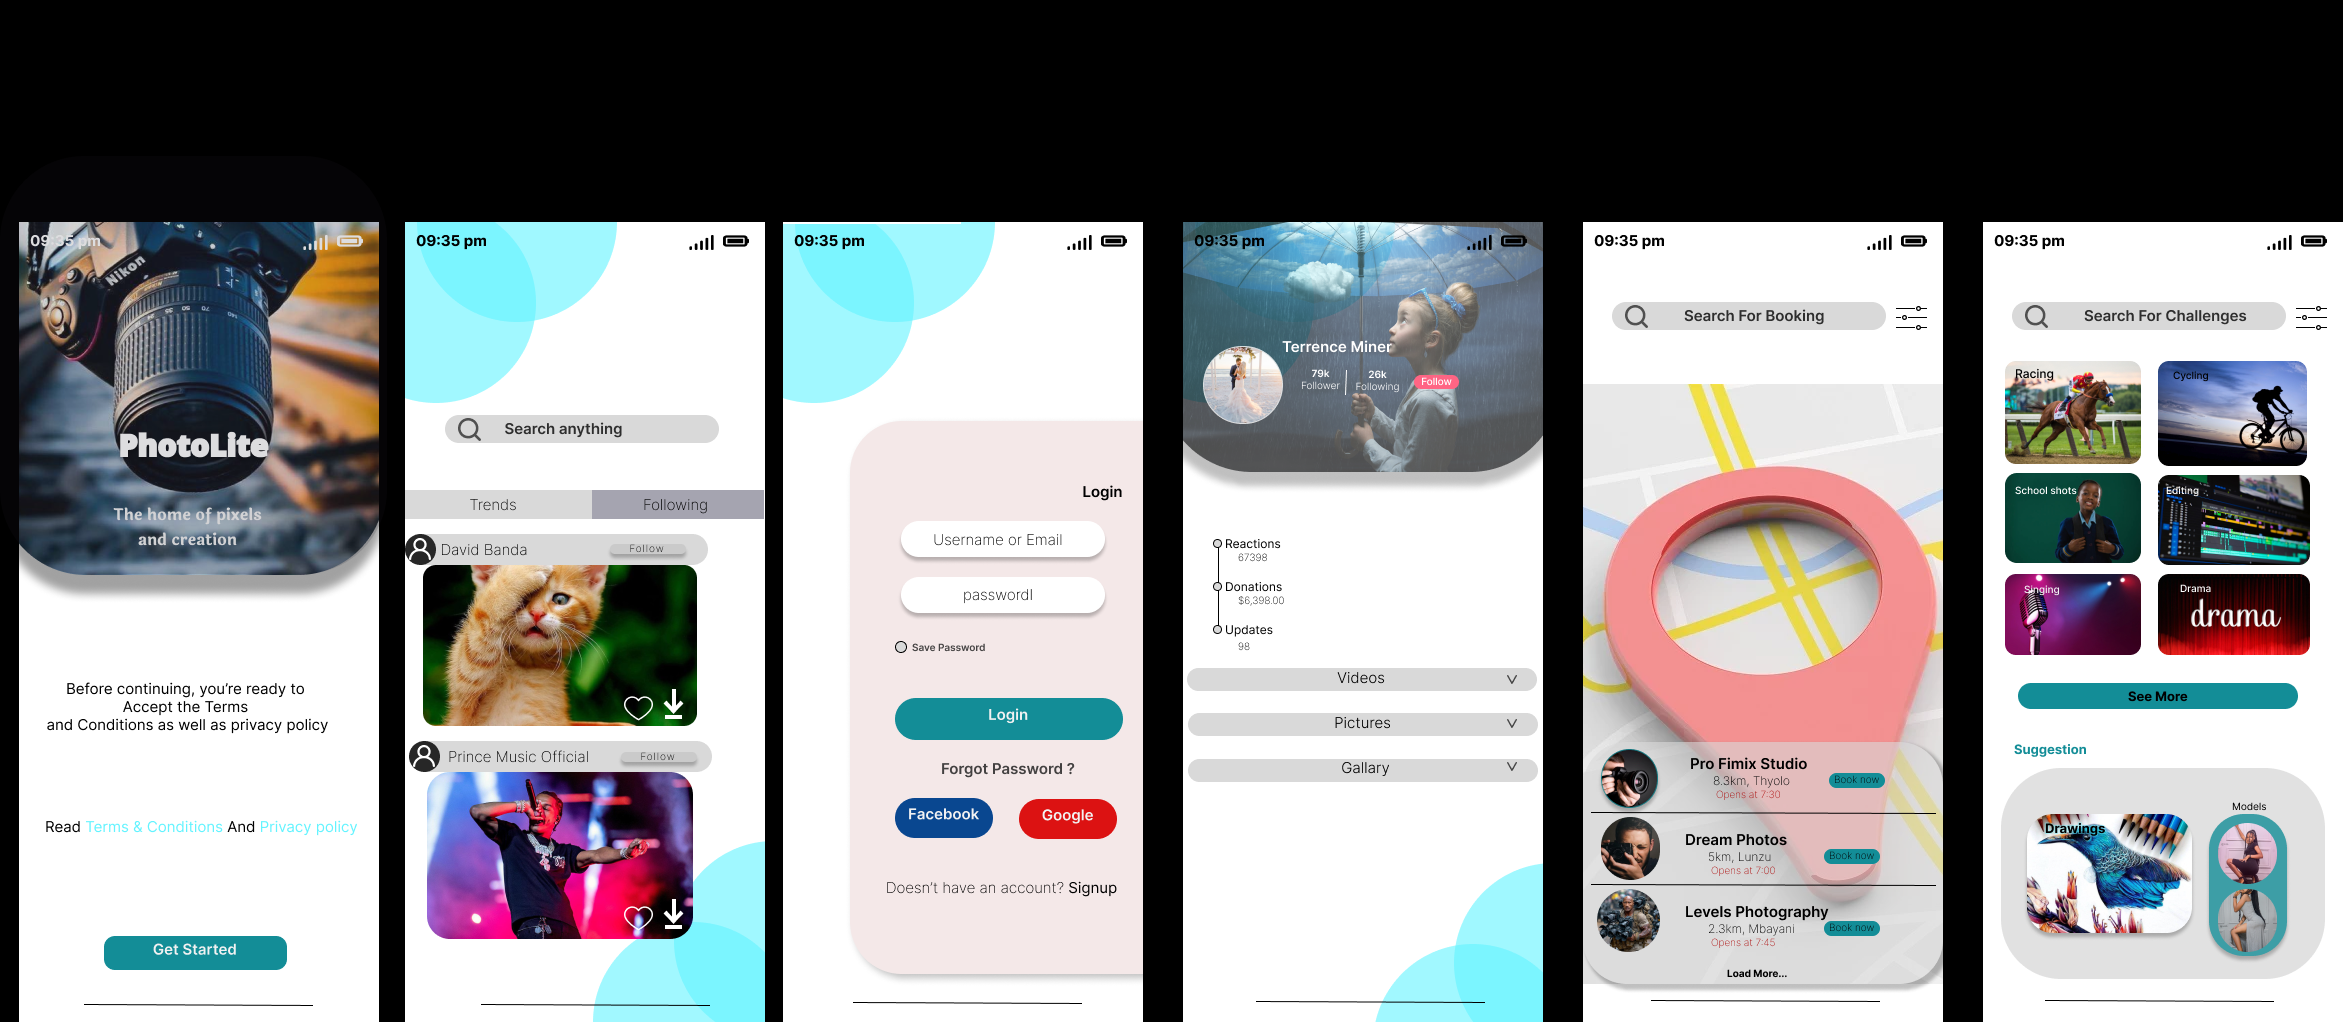 09:35 pm
Nikon
PhotoLite
The home of pixels
and creation
Before continuing, you’re ready to
Accept the Terms
and Conditions as well as privacy policy
Read Terms & Conditions And Privacy policy
Get Started
09:35 pm
Search anything
Trends
Following
David Banda
Follow
Prince Music Official
Follow
09:35 pm
Login
Username or Email
passwordl
Save Password
Login
Forgot Password ?
Facebook
Google
Doesn’t have an account? Signup
09:35 pm
Terrence Miner
79k
Follower
26k
Following
Follow
Reactions
67398
Donations
$6,398.00
Updates
98
Videos
Pictures
Gallary
09:35 pm
Search For Booking
Pro Fimix Studio
8.3km, Thyolo
Opens at 7:30
Book now
Dream Photos
5km, Lunzu
Opens at 7:00
Book now
Levels Photography
2.3km, Mbayani
Opens at 7:45
Book now
Load More...
09:35 pm
Search For Challenges
Racing
Cycling
School shots
Editing
Singing
Drama
drama
See More
Suggestion
Drawings
Models